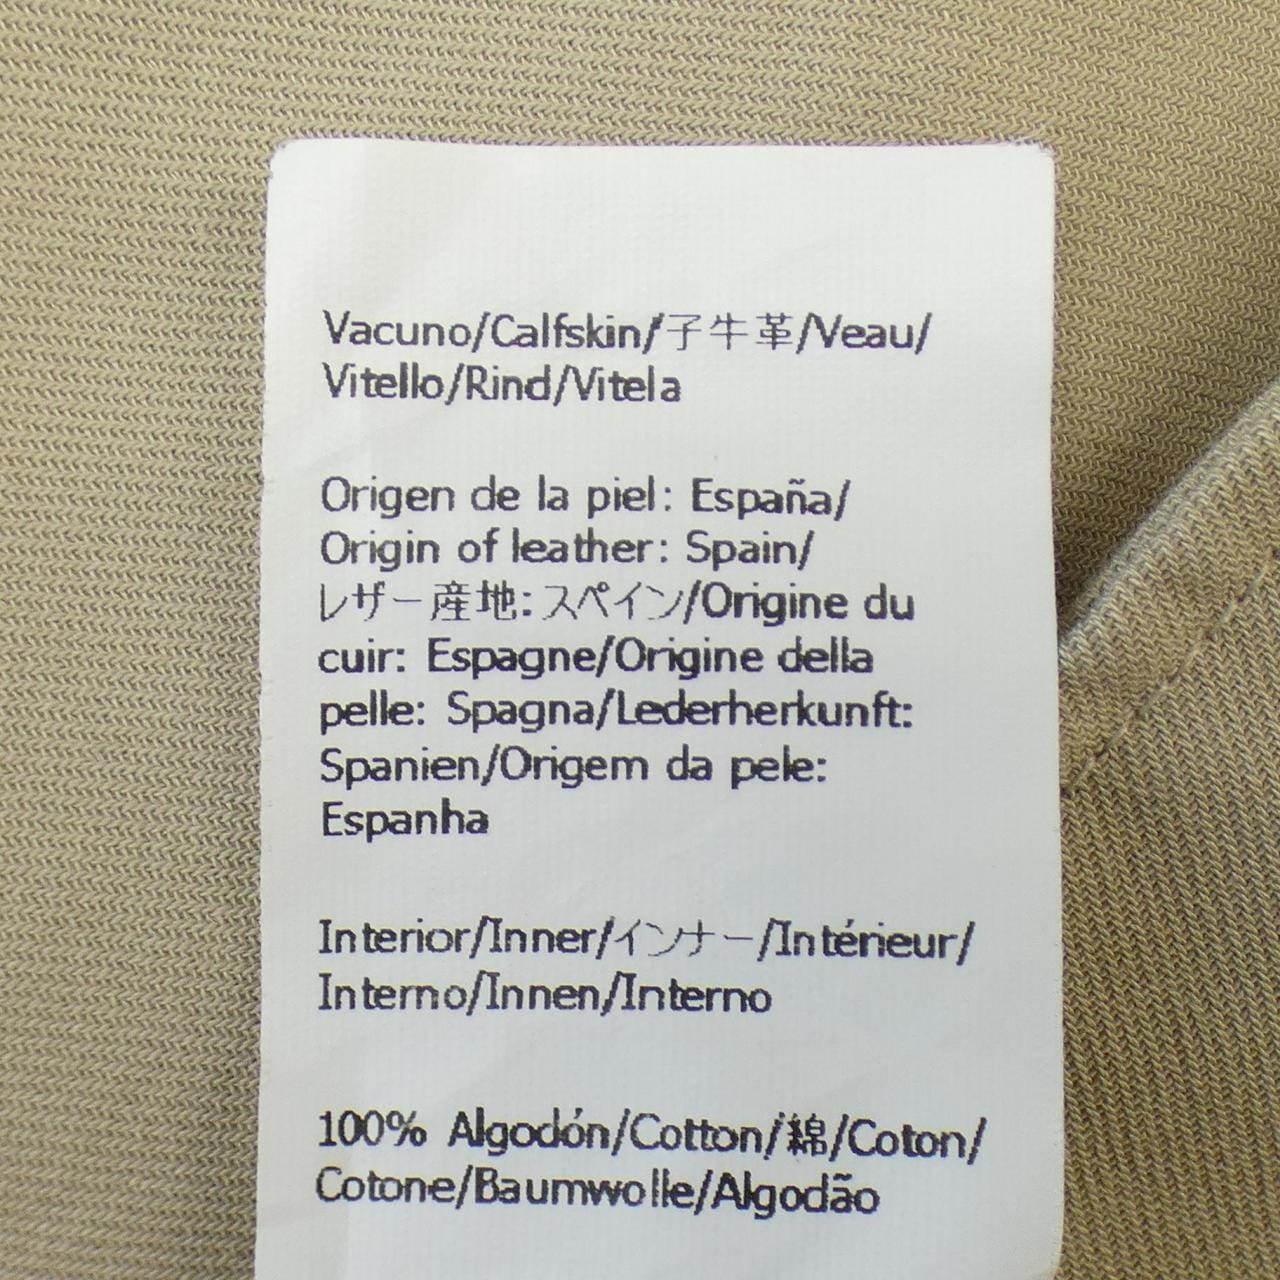 Vacuno/Calfskin/子牛革/Veau/
Vitello/Rind/Vitela
Origen de la piel: España/
Origin of leather: Spain/
レザー産地: スペイン/Origine du
cuir: Espagne/Origine della
pelle: Spagna/Lederherkunft:
Spanien/Origem da pele:
Espanha
Interior/Inner/インナー/Intérieur/
Interno/Innen/Interno
100% Algodón/Cotton/綿/Coton/
Cotone/Baumwolle/Algodão